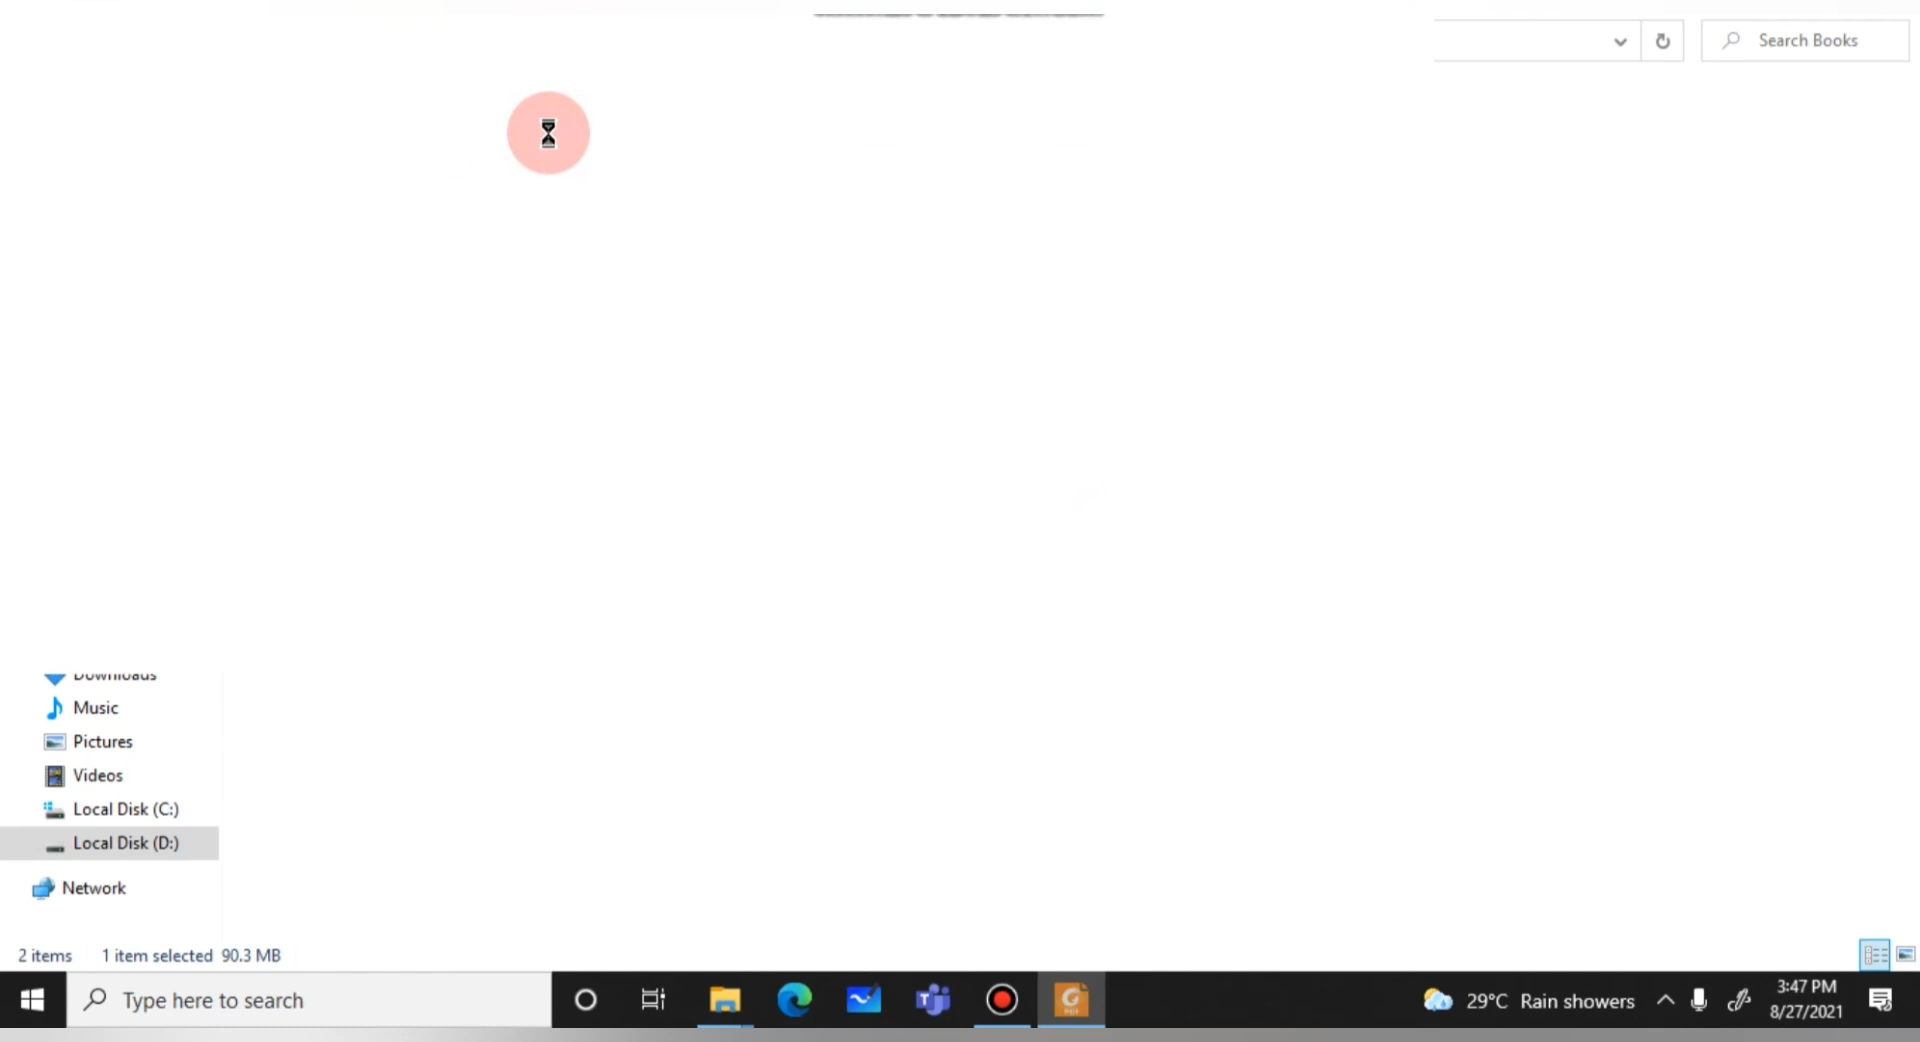 Search Books
Downloads
Music
Pictures
Videos
Local Disk (C:)
Local Disk (D:)
Network
2 items 1 item selected 90.3 MB
Type here to search
29°C Rain showers
3:47 PM
8/27/2021